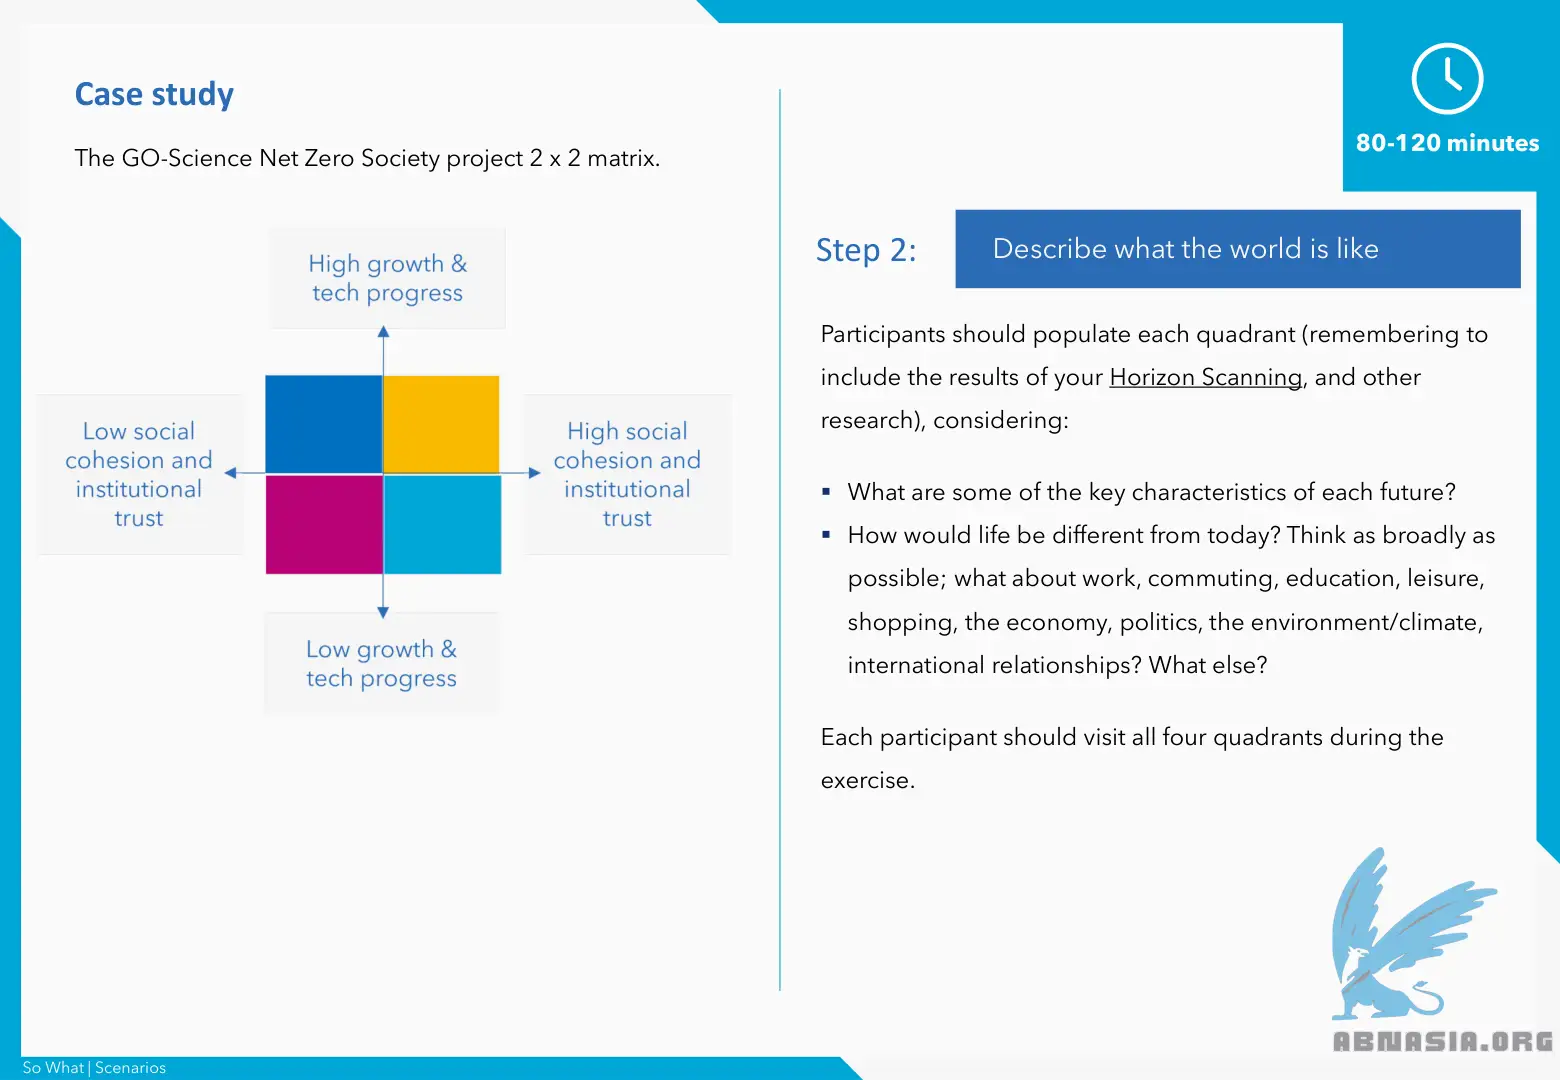 Case study
The GO-Science Net Zero Society project 2 x 2 matrix.
High growth &
tech progress
Low social
cohesion and
institutional
trust
High social
cohesion and
institutional
trust
Low growth &
tech progress
80-120 minutes
Step 2:
Describe what the world is like
Participants should populate each quadrant (remembering to
include the results of your Horizon Scanning, and other
research), considering:
▪ What are some of the key characteristics of each future?
▪ How would life be different from today? Think as broadly as
possible; what about work, commuting, education, leisure,
shopping, the economy, politics, the environment/climate,
international relationships? What else?
Each participant should visit all four quadrants during the
exercise.
ABNASIA.ORG
So What | Scenarios